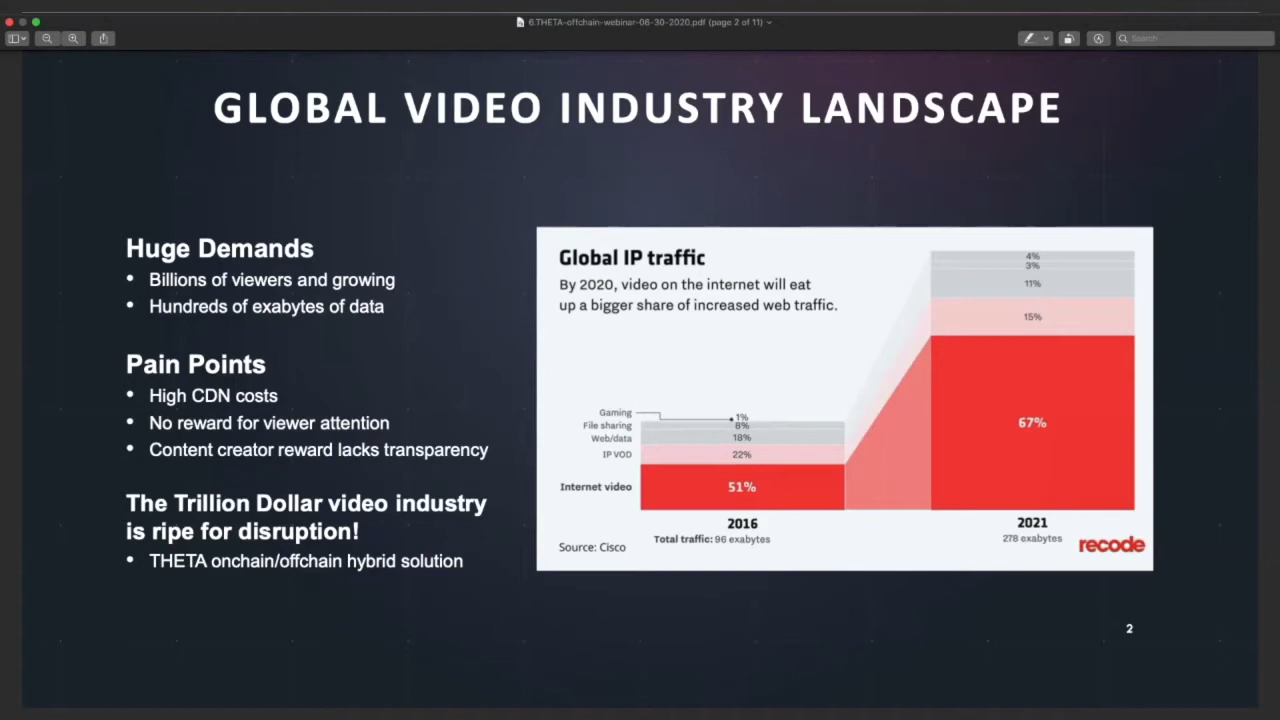 6.THETA-offchain-webinar-06-30-2020.pdf (page 2 of 11)
Search
GLOBAL VIDEO INDUSTRY LANDSCAPE
Huge Demands
• Billions of viewers and growing
• Hundreds of exabytes of data
Pain Points
• High CDN costs
• No reward for viewer attention
• Content creator reward lacks transparency
The Trillion Dollar video industry
is ripe for disruption!
• THETA onchain/offchain hybrid solution
Global IP traffic
By 2020, video on the internet will eat
up a bigger share of increased web traffic.
4%
3%
11%
15%
67%
Gaming 1%
File sharing 8%
Web/data 18%
IP VOD 22%
Internet video 51%
2016
Total traffic: 96 exabytes
2021
278 exabytes
Source: Cisco
recode
2